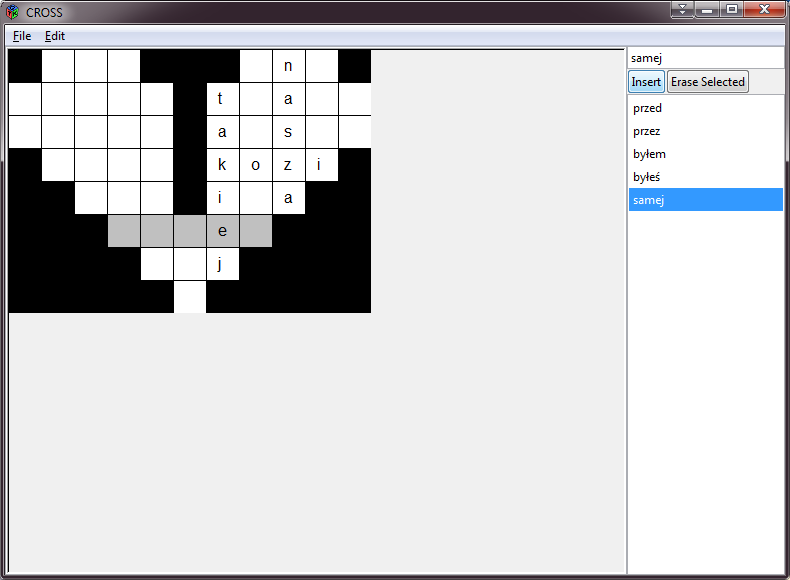 CROSS
File Edit
samej
Insert Erase Selected
n
t a
a s
k o z i
i a
e
j
przed
przez
byłem
byłeś
samej